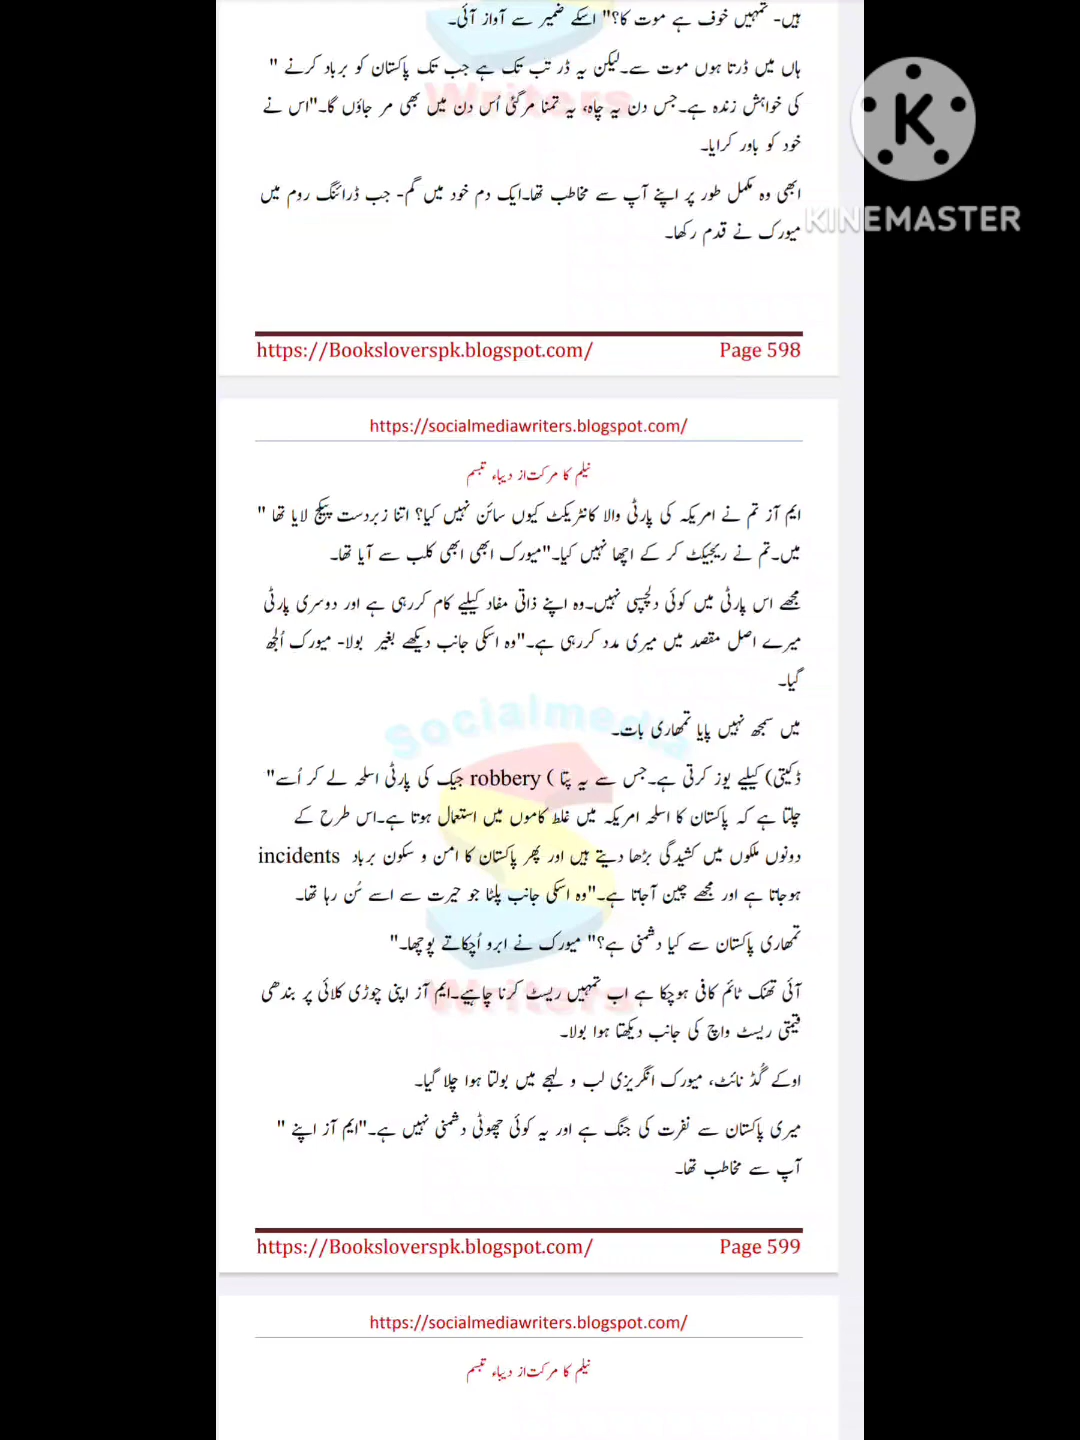 ہیں- تمہیں خوف ہے موت کا؟" اسکے ضمیر سے آواز آئی۔
ہاں میں ڈرتا ہوں موت سے۔لیکن یہ ڈر تب تک ہے جب تک پاکستان کو برباد کرنے "
کی خواہش زندہ ہے۔جس دن یہ چاہ، یہ تمنا مرگئی اُس دن میں بھی مر جاؤں گا۔"اس نے
خود کو باور کرایا۔
Writers
K
KINEMASTER
ابھی وہ مکمل طور پر اپنے آپ سے مخاطب تھا۔ایک دم خود میں گم- جب ڈرائنگ روم میں
میورک نے قدم رکھا۔
https://Booksloverspk.blogspot.com/ Page 598
https://socialmediawriters.blogspot.com/
نیلم کا مرکت از دیباء تبسم
ایم آز تم نے امریکہ کی پارٹی والا کانٹریکٹ کیوں سائن نہیں کیا؟ اتنا زبردست پیکج لایا تھا "
میں۔تم نے ریجیکٹ کر کے اچھا نہیں کیا۔"میورک ابھی ابھی کلب سے آیا تھا۔
مجھے اس پارٹی میں کوئی دلچسپی نہیں۔وہ اپنے ذاتی مفاد کیلیے کام کررہی ہے اور دوسری پارٹی
میرے اصل مقصد میں میری مدد کررہی ہے۔"وہ اسکی جانب دیکھے بغیر بولا- میورک اُلجھ
گیا۔
Socialmedia
میں سمجھ نہیں پایا تمھاری بات۔
ڈکیتی) کیلیے یوز کرتی ہے۔جس سے یہ پتا ) robbery جیک کی پارٹی اسلحہ لے کر اُسے"
چلتا ہے کہ پاکستان کا اسلحہ امریکہ میں غلط کاموں میں استعمال ہوتا ہے۔اس طرح کے
دونوں ملکوں میں کشیدگی بڑھا دیتے ہیں اور پھر پاکستان کا امن و سکون برباد incidents
ہوجاتا ہے اور مجھے چین آجاتا ہے۔"وہ اسکی جانب پلٹا جو حیرت سے اسے سُن رہا تھا۔
تمھاری پاکستان سے کیا دشمنی ہے؟" میورک نے ابرو اُچکاتے پوچھا۔"
Writers
آئی تھنک ٹائم کافی ہوچکا ہے اب تمہیں ریسٹ کرنا چاہیے۔ایم آز اپنی چوڑی کلائی پر بندھی
قیمتی ریسٹ واچ کی جانب دیکھتا ہوا بولا۔
اوکے گُڈ نائٹ، میورک انگریزی لب و لہجے میں بولتا ہوا چلا گیا۔
میری پاکستان سے نفرت کی جنگ ہے اور یہ کوئی چھوٹی دشمنی نہیں ہے۔"ایم آز اپنے "
آپ سے مخاطب تھا۔
https://Booksloverspk.blogspot.com/ Page 599
https://socialmediawriters.blogspot.com/
نیلم کا مرکت از دیباء تبسم